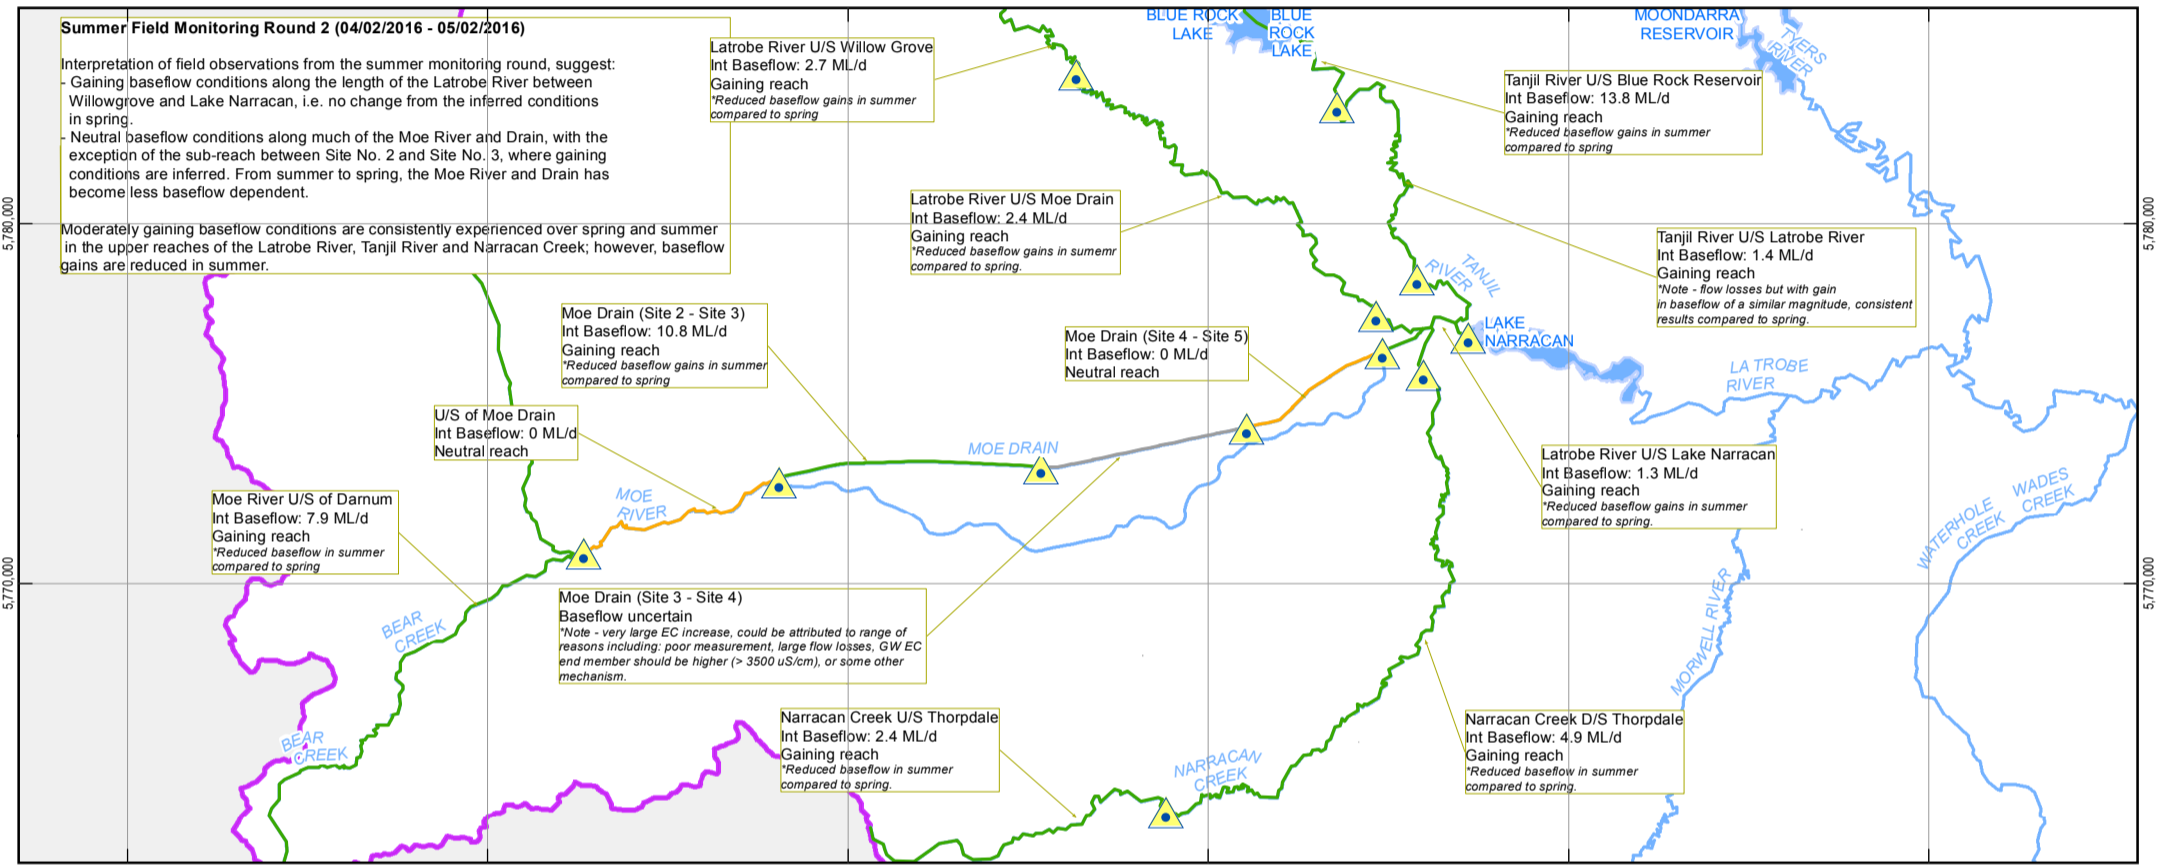 Summer Field Monitoring Round 2 (04/02/2016 - 05/02/2016)
Interpretation of field observations from the summer monitoring round, suggest:
- Gaining baseflow conditions along the length of the Latrobe River between
Willowgrove and Lake Narracan, i.e. no change from the inferred conditions
in spring.
- Neutral baseflow conditions along much of the Moe River and Drain, with the
exception of the sub-reach between Site No. 2 and Site No. 3, where gaining
conditions are inferred. From summer to spring, the Moe River and Drain has
become less baseflow dependent.
Moderately gaining baseflow conditions are consistently experienced over spring and summer
in the upper reaches of the Latrobe River, Tanjil River and Narracan Creek; however, baseflow
gains are reduced in summer.
Latrobe River U/S Willow Grove
Int Baseflow: 2.7 ML/d
Gaining reach
*Reduced baseflow gains in summer
compared to spring
BLUE ROCK
LAKE
BLUE
ROCK
LAKE
MOONDARRA
RESERVOIR
TYERS
RIVER
Tanjil River U/S Blue Rock Reservoir
Int Baseflow: 13.8 ML/d
Gaining reach
*Reduced baseflow gains in summer
compared to spring
Latrobe River U/S Moe Drain
Int Baseflow: 2.4 ML/d
Gaining reach
*Reduced baseflow gains in sumemr
compared to spring.
5,780,000
5,780,000
Tanjil River U/S Latrobe River
Int Baseflow: 1.4 ML/d
Gaining reach
*Note - flow losses but with gain
in baseflow of a similar magnitude, consistent
results compared to spring.
TANJIL
RIVER
Moe Drain (Site 2 - Site 3)
Int Baseflow: 10.8 ML/d
Gaining reach
*Reduced baseflow gains in summer
compared to spring
Moe Drain (Site 4 - Site 5)
Int Baseflow: 0 ML/d
Neutral reach
LAKE
NARRACAN
LA TROBE
RIVER
U/S of Moe Drain
Int Baseflow: 0 ML/d
Neutral reach
MOE DRAIN
Latrobe River U/S Lake Narracan
Int Baseflow: 1.3 ML/d
Gaining reach
*Reduced baseflow gains in summer
compared to spring.
Moe River U/S of Darnum
Int Baseflow: 7.9 ML/d
Gaining reach
*Reduced baseflow in summer
compared to spring
MOE
RIVER
WADES
CREEK
WATERHOLE
CREEK
5,770,000
5,770,000
Moe Drain (Site 3 - Site 4)
Baseflow uncertain
*Note - very large EC increase, could be attributed to range of
reasons including: poor measurement, large flow losses, GW EC
end member should be higher (> 3500 uS/cm), or some other
mechanism.
BEAR
CREEK
MORWELL RIVER
Narracan Creek U/S Thorpdale
Int Baseflow: 2.4 ML/d
Gaining reach
*Reduced baseflow in summer
compared to spring.
Narracan Creek D/S Thorpdale
Int Baseflow: 4.9 ML/d
Gaining reach
*Reduced baseflow in summer
compared to spring.
BEAR
CREEK
NARRACAN
CREEK